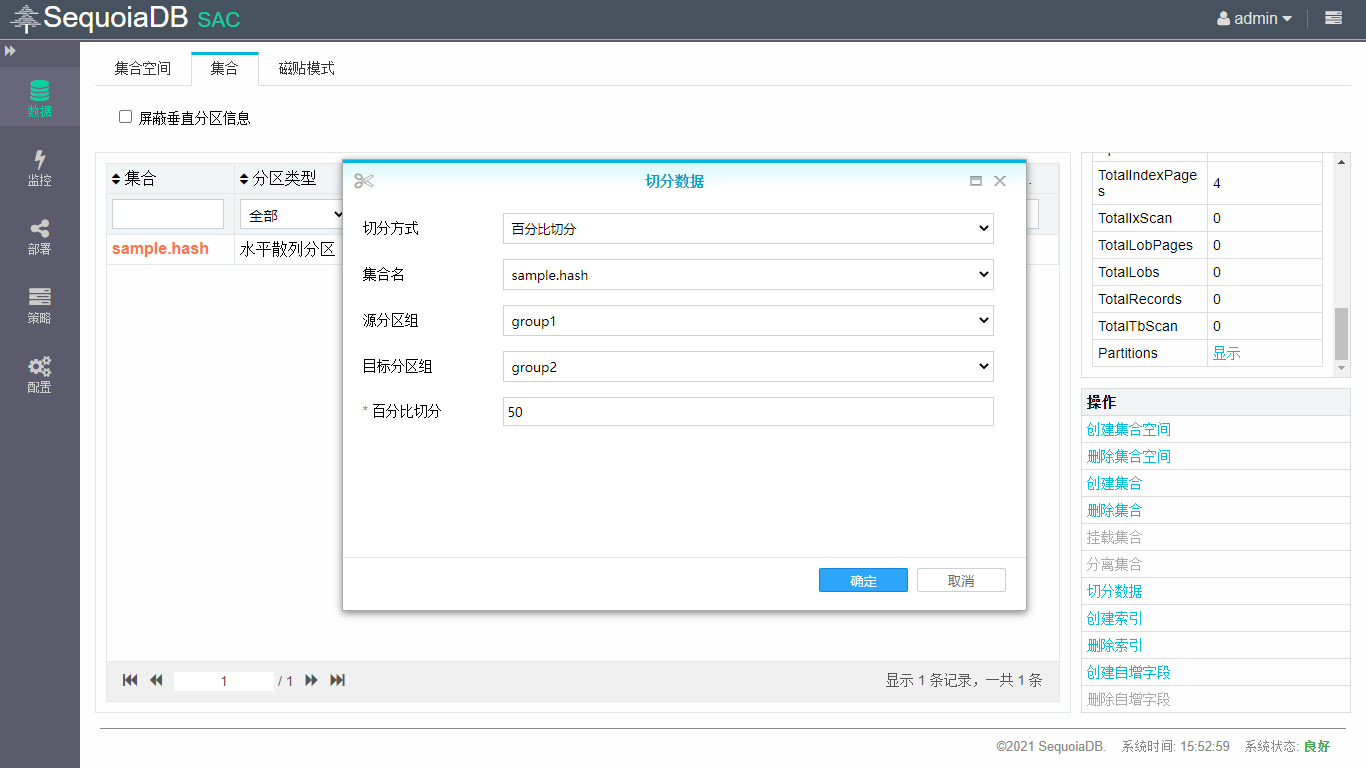 SequoiaDB SAC
admin
集合空间
集合
磁贴模式
数据
监控
部署
策略
配置
屏蔽垂直分区信息
集合
分区类型
全部
sample.hash
水平散列分区
切分数据
切分方式
百分比切分
集合名
sample.hash
源分区组
group1
目标分区组
group2
* 百分比切分
50
确定
取消
1
/ 1
显示 1 条记录，一共 1 条
TotalIndexPage
s
4
TotalIxScan
0
TotalLobPages
0
TotalLobs
0
TotalRecords
0
TotalTbScan
0
Partitions
显示
操作
创建集合空间
删除集合空间
创建集合
删除集合
挂载集合
分离集合
切分数据
创建索引
删除索引
创建自增字段
删除自增字段
©2021 SequoiaDB.
系统时间: 15:52:59
系统状态: 良好